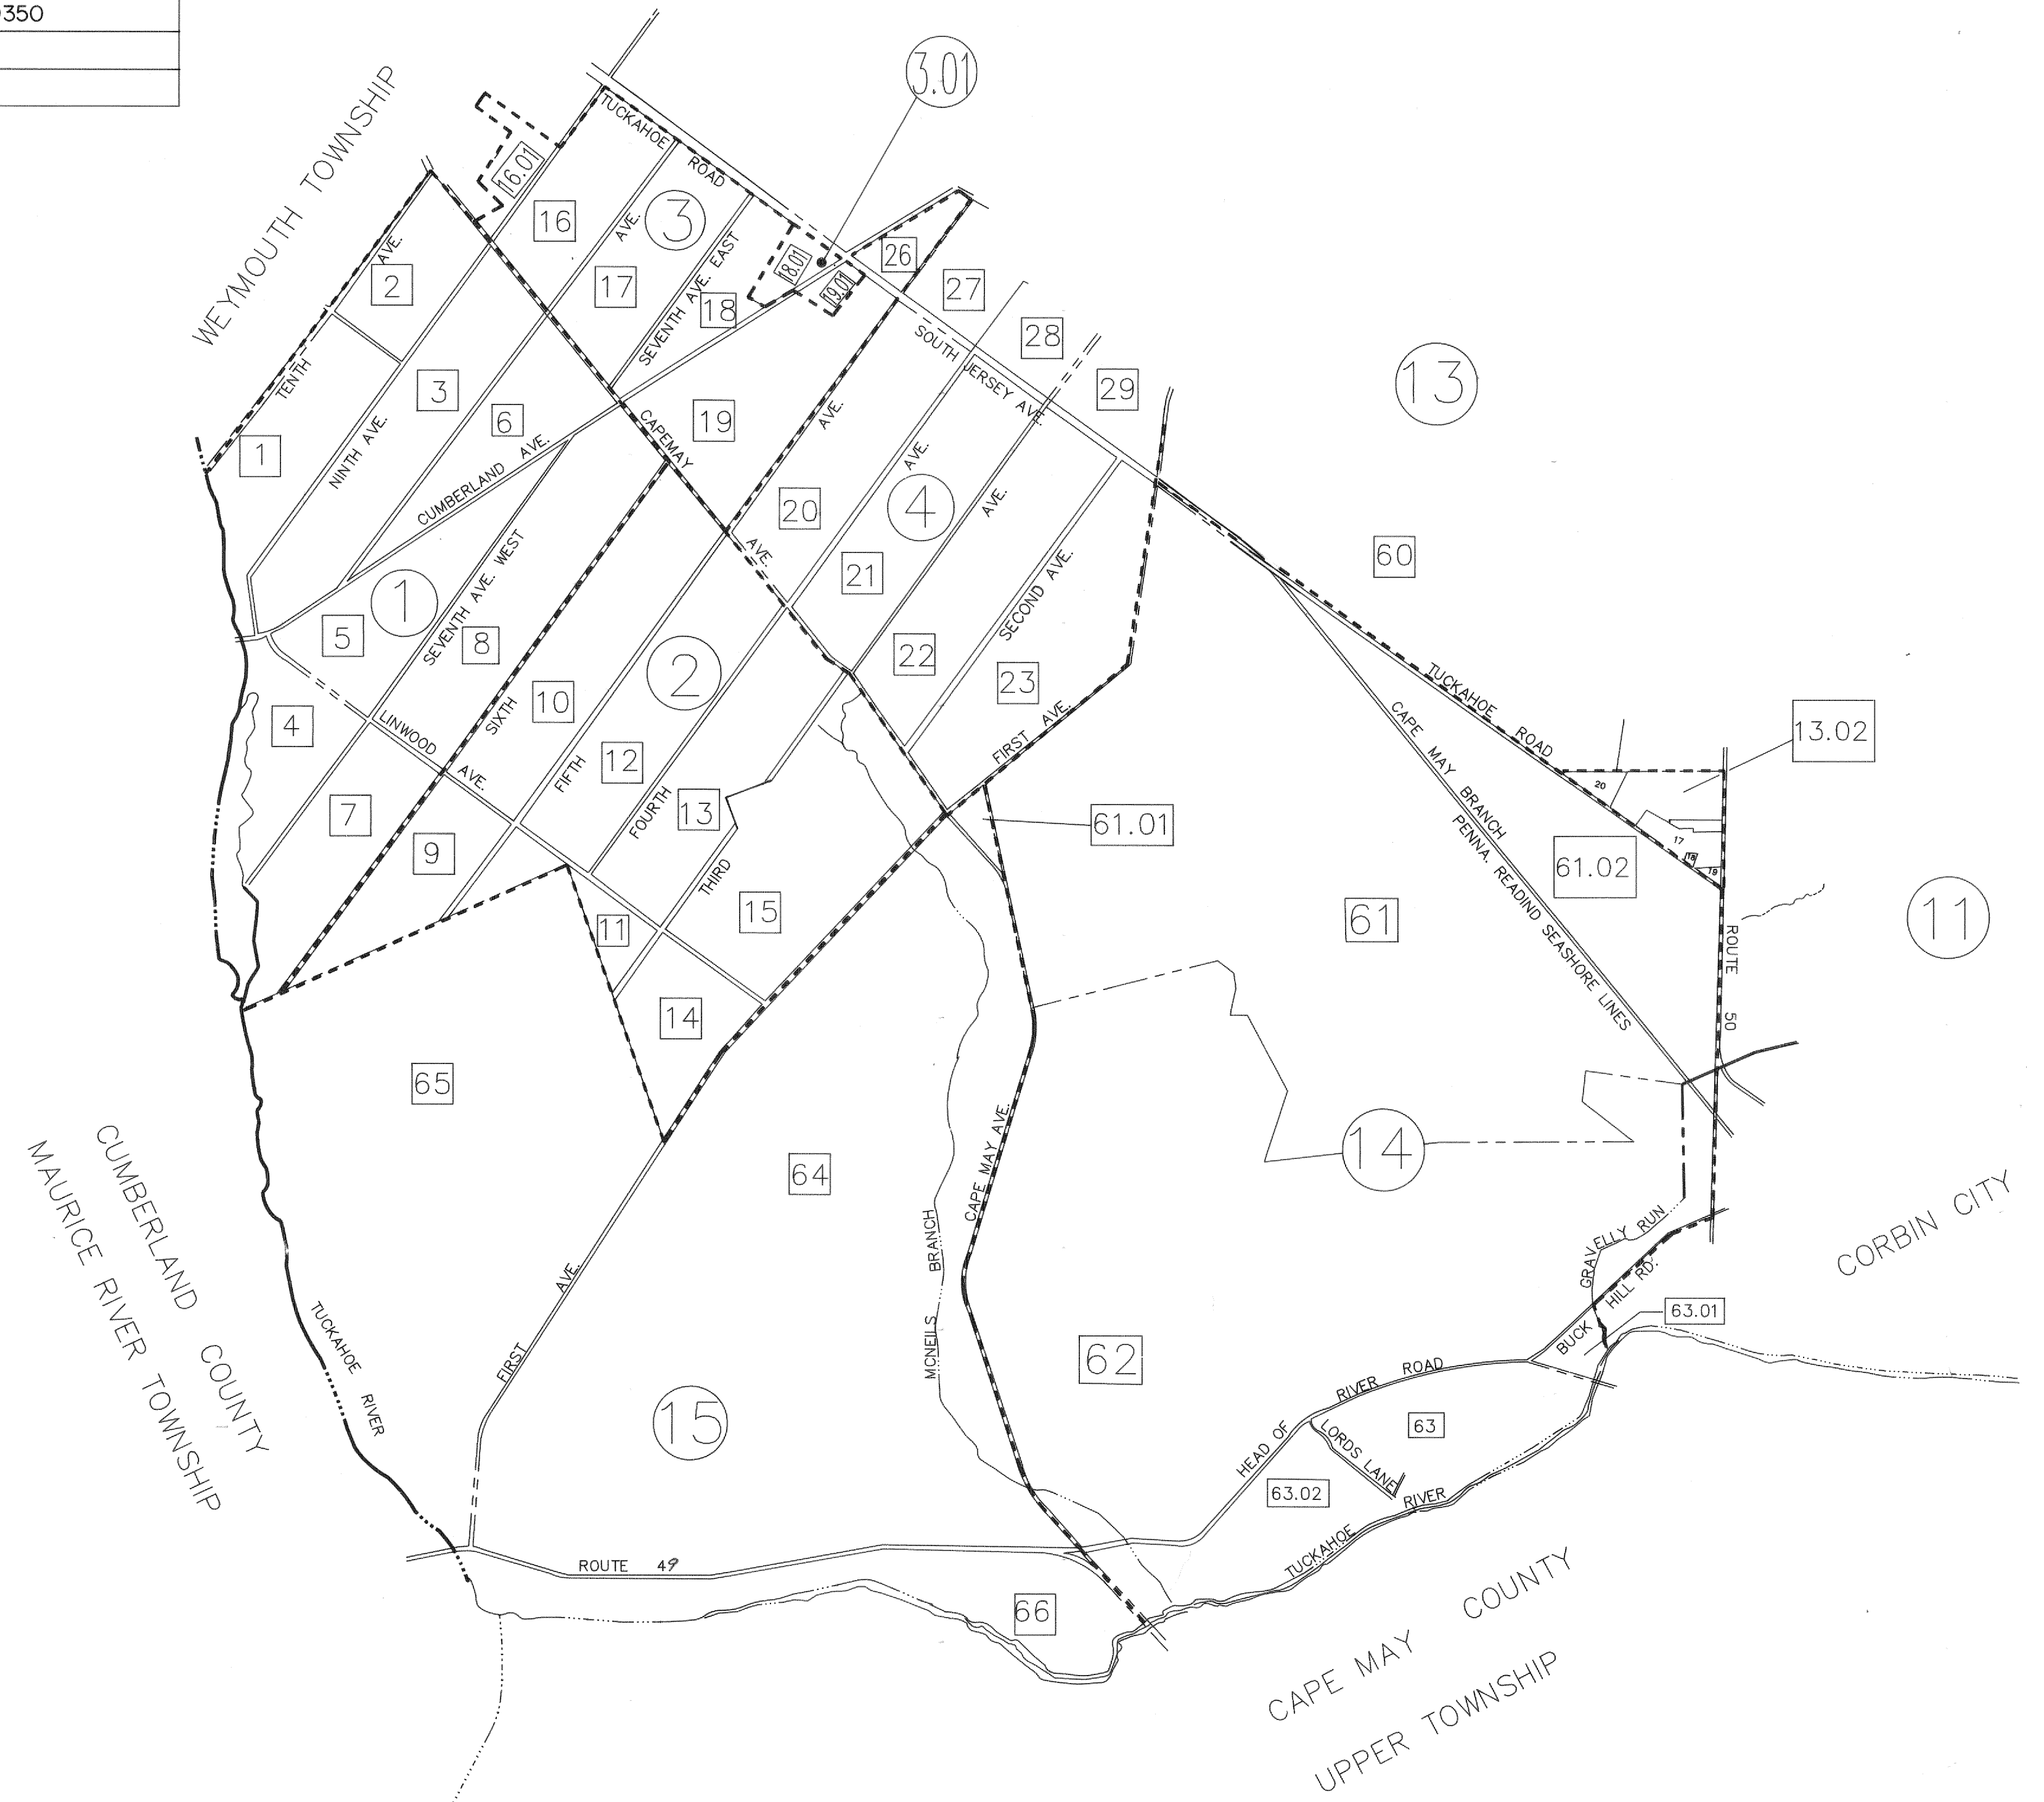 0350
3.01
WEYMOUTH TOWNSHIP
TUCKAHOE
ROAD
16.01
16
AVE.
3
2
AVE.
17
SEVENTH AVE. EAST
18
18.01
19.01
26
27
28
29
13
SOUTH
JERSEY AVE.
TENTH
1
3
NINTH AVE.
6
CUMBERLAND AVE.
CAPEMAY
AVE.
19
AVE.
20
AVE.
4
AVE.
21
22
SECOND AVE.
23
FIRST AVE.
60
5
1
SEVENTH AVE. WEST
8
4
LINWOOD
AVE.
SIXTH
10
2
7
9
FIFTH
12
FOURTH
13
THIRD
11
15
14
61.01
TUCKAHOE
ROAD
CAPE MAY BRANCH
PENNA. READIND SEASHORE LINES
13.02
20
17
18
19
61.02
61
ROUTE
50
11
65
64
14
CAPE MAY AVE.
MCNEILS BRANCH
CUMBERLAND COUNTY
MAURICE RIVER TOWNSHIP
TUCKAHOE RIVER
FIRST AVE.
15
62
GRAVELLY RUN
BUCK HILL RD.
63.01
CORBIN CITY
HEAD OF RIVER ROAD
LORDS LANE
63
63.02
TUCKAHOE RIVER
ROUTE 49
66
CAPE MAY COUNTY
UPPER TOWNSHIP